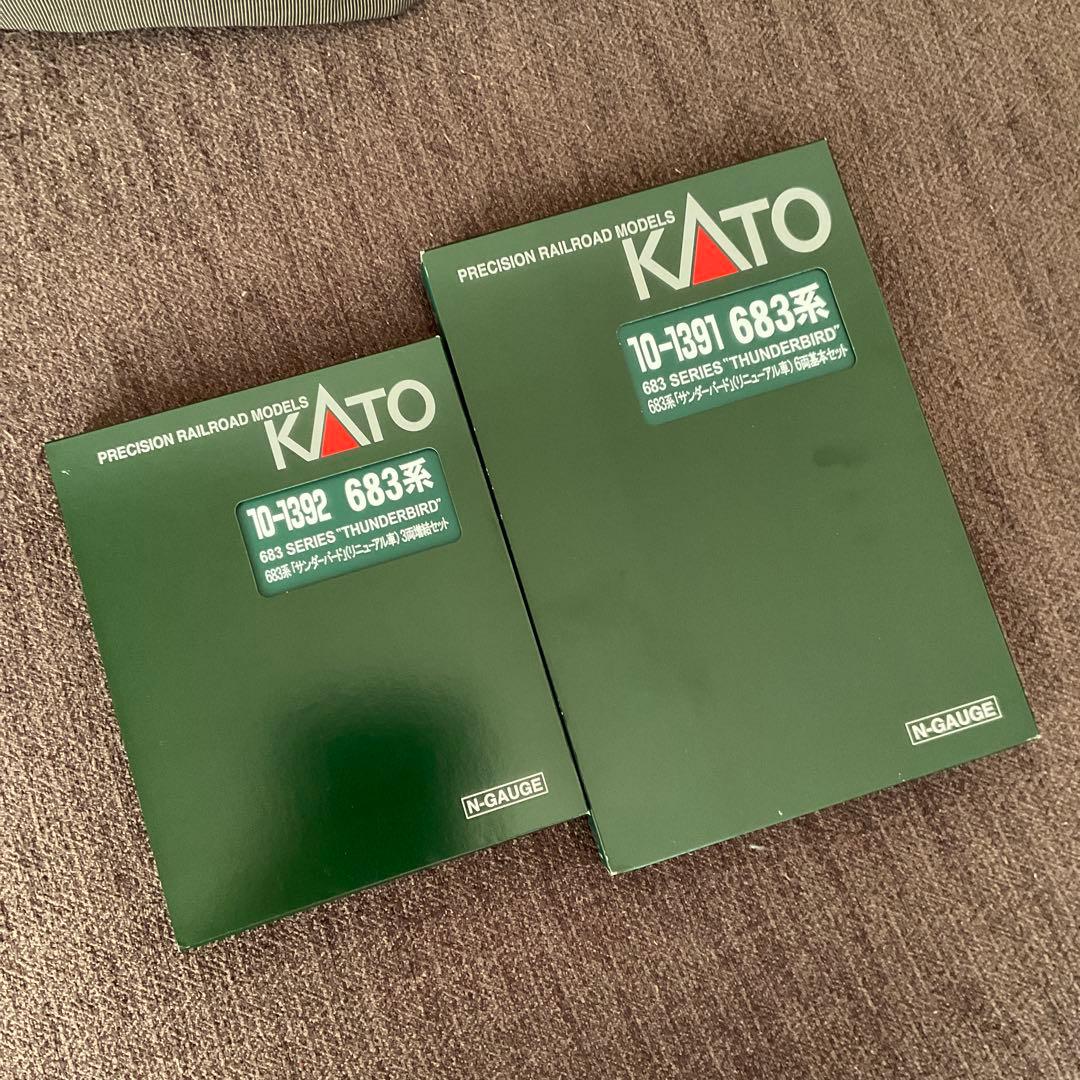 PRECISION RAILROAD MODELS
KATO
10-1392 683系
683 SERIES "THUNDERBIRD"
683系「サンダーバード」(リニューアル車) 3両増結セット
N-GAUGE
PRECISION RAILROAD MODELS
KATO
10-1391 683系
683 SERIES "THUNDERBIRD"
683系「サンダーバード」(リニューアル車) 6両基本セット
N-GAUGE